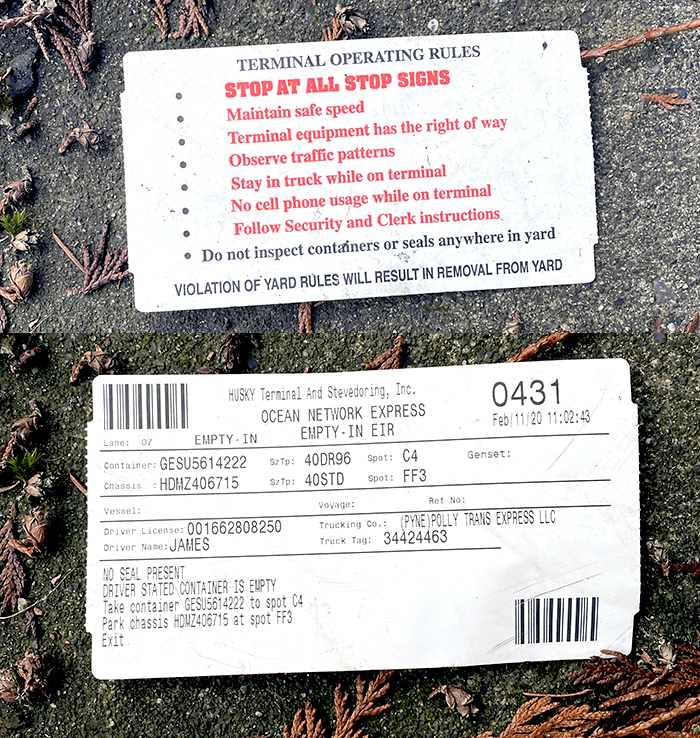 TERMINAL OPERATING RULES
• STOP AT ALL STOP SIGNS
• Maintain safe speed
• Terminal equipment has the right of way
• Observe traffic patterns
• Stay in truck while on terminal
• No cell phone usage while on terminal
• Follow Security and Clerk instructions
• Do not inspect containers or seals anywhere in yard
VIOLATION OF YARD RULES WILL RESULT IN REMOVAL FROM YARD
HUSKY Terminal And Stevedoring, Inc. 0431
OCEAN NETWORK EXPRESS Feb/11/20 11:02:43
Lane: 07 EMPTY-IN EMPTY-IN EIR
Container: GESU5614222 SzTp: 40DR96 Spot: C4 Genset:
Chassis : HDMZ406715 SzTp: 40STD Spot: FF3
Vessel: Voyage: Ref No:
Driver License: 001662808250 Trucking Co.: (PYNE)POLLY TRANS EXPRESS LLC
Driver Name: JAMES Truck Tag: 34424463
NO SEAL PRESENT
DRIVER STATED CONTAINER IS EMPTY
Take container GESU5614222 to spot C4
Park chassis HDMZ406715 at spot FF3
Exit